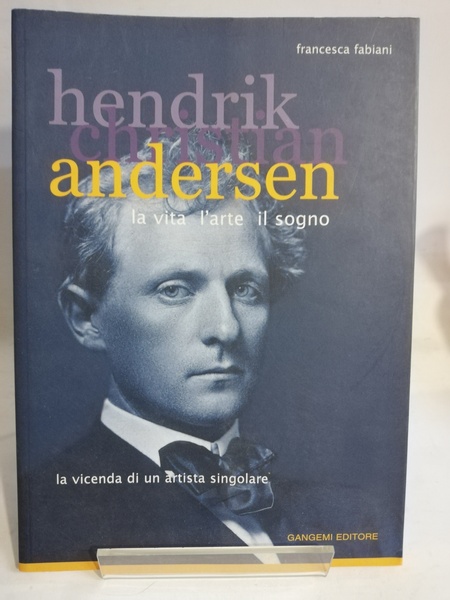 francesca fabiani
hendrik
christian
andersen
la vita l'arte il sogno
la vicenda di un artista singolare
GANGEMI EDITORE